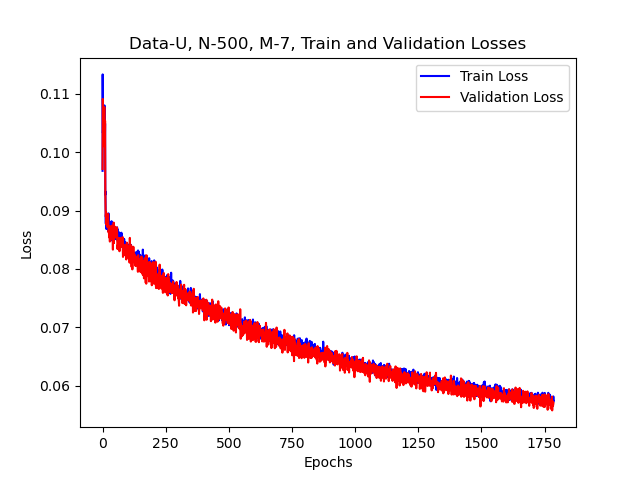 Data-U, N-500, M-7, Train and Validation Losses
Train Loss
Validation Loss
Loss
0.11
0.10
0.09
0.08
0.07
0.06
0 250 500 750 1000 1250 1500 1750
Epochs